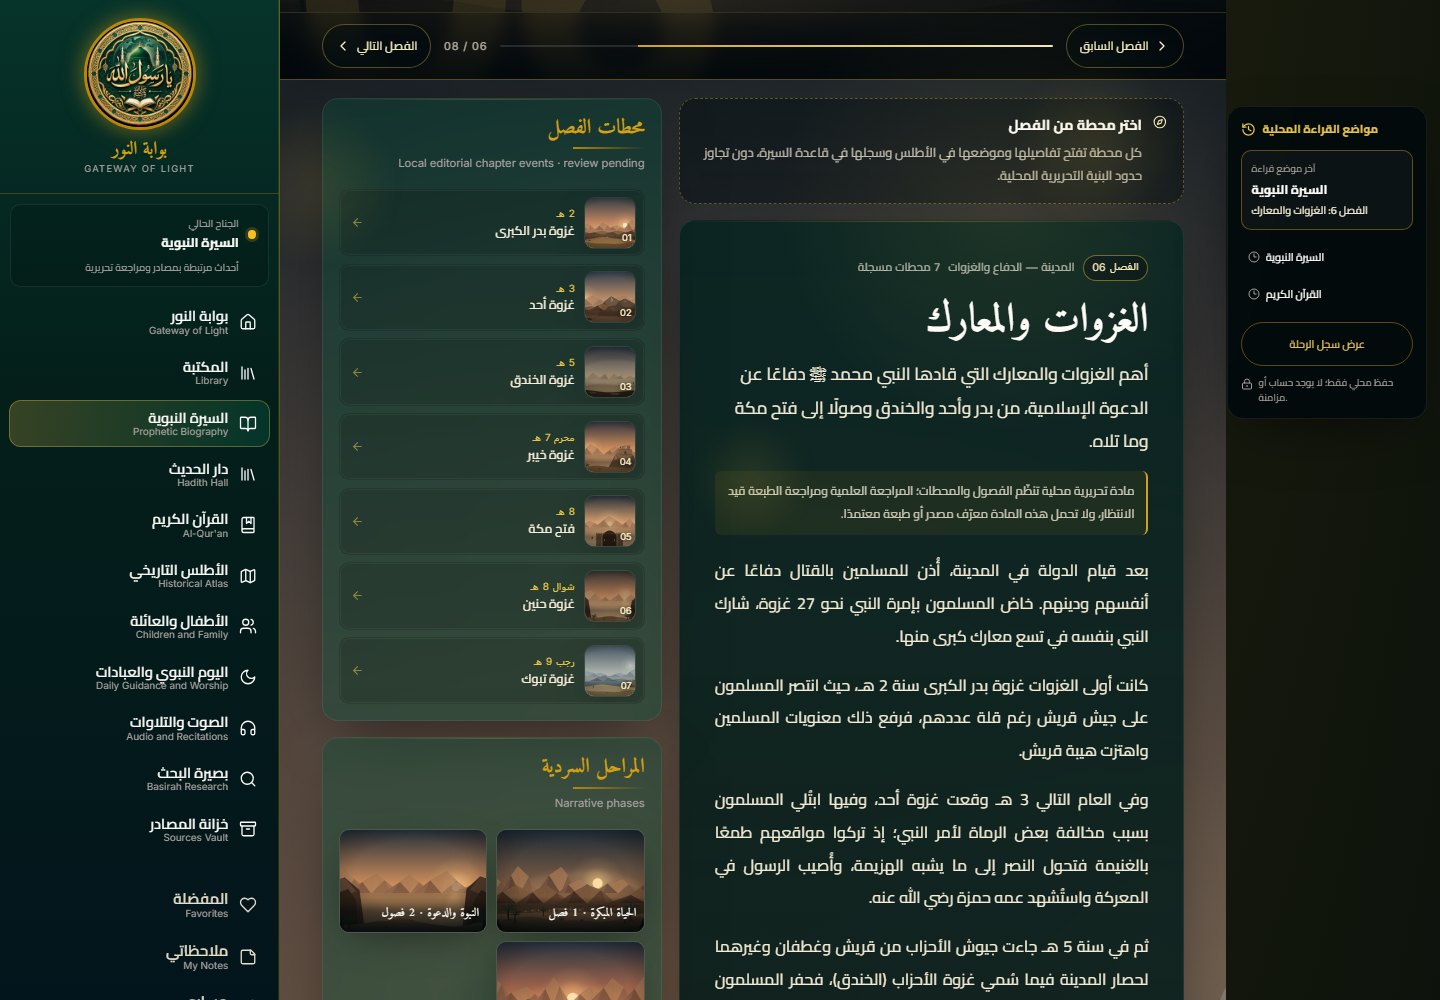 يا رسول الله
بوابة النور
GATEWAY OF LIGHT
الجناح الحالي
السيرة النبوية
أحداث مرتبطة بمصادر ومراجعة تحريرية
بوابة النور
Gateway of Light
المكتبة
Library
السيرة النبوية
Prophetic Biography
دار الحديث
Hadith Hall
القرآن الكريم
Al-Qur'an
الأطلس التاريخي
Historical Atlas
الأطفال والعائلة
Children and Family
اليوم النبوي والعبادات
Daily Guidance and Worship
الصوت والتلاوات
Audio and Recitations
بصيرة البحث
Basirah Research
خزانة المصادر
Sources Vault
المفضلة
Favorites
ملاحظاتي
My Notes
الفصل السابق
08 / 06
الفصل التالي
اختر محطة من الفصل
كل محطة تفتح تفاصيلها وموضعها في الأطلس وسجلها في قاعدة السيرة، دون تجاوز
حدود البنية التحريرية المحلية.
الفصل 06
المدينة — الدفاع والغزوات
7 محطات مسجلة
الغزوات والمعارك
أهم الغزوات والمعارك التي قادها النبي محمد ﷺ دفاعًا عن
الدعوة الإسلامية، من بدر وأحد والخندق وصولًا إلى فتح مكة
وما تلاه.
مادة تحريرية محلية تنظّم الفصول والمحطات؛ المراجعة العلمية ومراجعة الطبعة قيد
الانتظار، ولا تحمل هذه المادة معرّف مصدر أو طبعة معتمدًا.
بعد قيام الدولة في المدينة، أُذن للمسلمين بالقتال دفاعًا عن
أنفسهم ودينهم. خاض المسلمون بإمرة النبي نحو 27 غزوة، شارك
النبي بنفسه في تسع معارك كبرى منها.
كانت أولى الغزوات غزوة بدر الكبرى سنة 2 هـ، حيث انتصر المسلمون
على جيش قريش رغم قلة عددهم، فرفع ذلك معنويات المسلمين
واهتزت هيبة قريش.
وفي العام التالي 3 هـ وقعت غزوة أحد، وفيها ابتُلي المسلمون
بسبب مخالفة بعض الرماة لأمر النبي؛ إذ تركوا مواقعهم طمعًا
بالغنيمة فتحول النصر إلى ما يشبه الهزيمة، وأُصيب الرسول في
المعركة واستُشهد عمه حمزة رضي الله عنه.
ثم في سنة 5 هـ جاءت جيوش الأحزاب من قريش وغطفان وغيرهما
لحصار المدينة فيما سُمي غزوة الأحزاب (الخندق)، فحفر المسلمون
محطات الفصل
Local editorial chapter events · review pending
01
2 هـ
غزوة بدر الكبرى
02
3 هـ
غزوة أحد
03
5 هـ
غزوة الخندق
04
محرم 7 هـ
غزوة خيبر
05
8 هـ
فتح مكة
06
شوال 8 هـ
غزوة حنين
07
رجب 9 هـ
غزوة تبوك
المراحل السردية
Narrative phases
الحياة المبكرة · 1 فصل
النبوة والدعوة · 2 فصول
مواضع القراءة المحلية
آخر موضع قراءة
السيرة النبوية
الفصل 6: الغزوات والمعارك
السيرة النبوية
القرآن الكريم
عرض سجل الرحلة
حفظ محلي فقط؛ لا يوجد حساب أو
مزامنة.